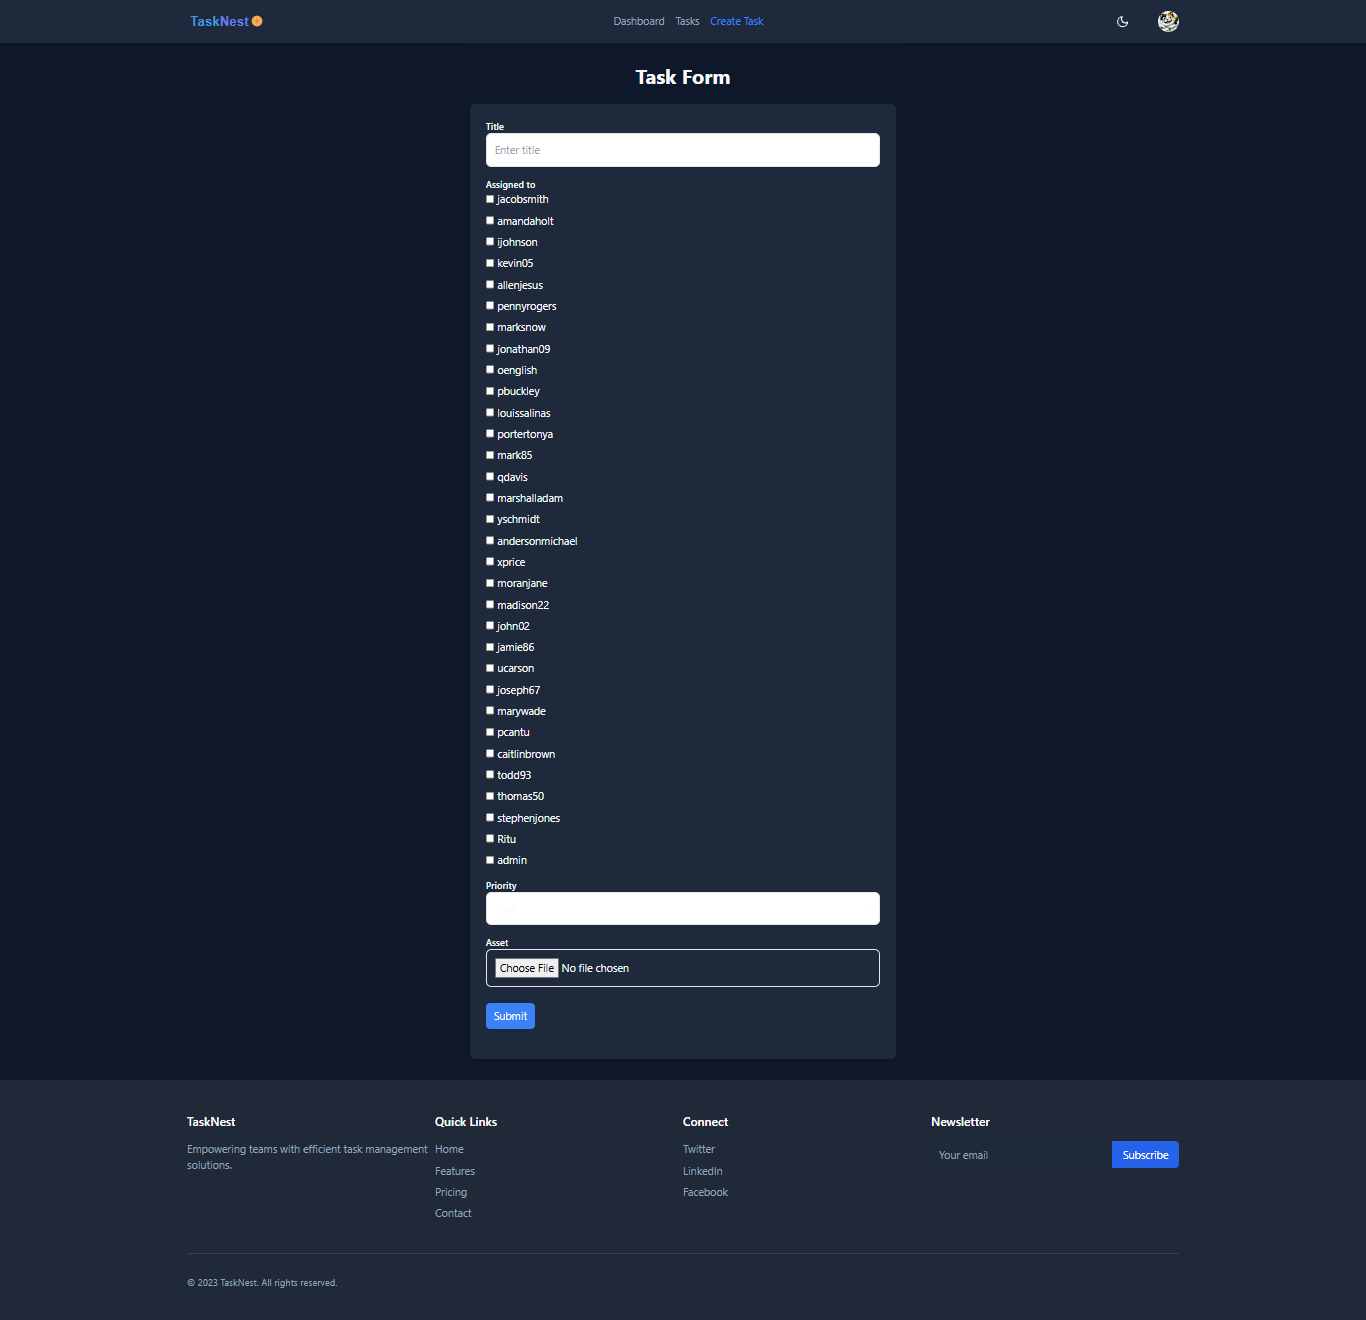 TaskNest
Dashboard Tasks Create Task
Task Form
Title
Enter title
Assigned to
jacobsmith
amandaholt
ijohnson
kevin05
allenjesus
pennyrogers
marksnow
jonathan09
oenglish
pbuckley
louissalinas
portertonya
mark85
qdavis
marshalladam
yschmidt
andersonmichael
xprice
moranjane
madison22
john02
jamie86
ucarson
joseph67
marywade
pcantu
caitlinbrown
todd93
thomas50
stephenjones
Ritu
admin
Priority
Asset
Choose File No file chosen
Submit
TaskNest
Empowering teams with efficient task management
solutions.
Quick Links
Home
Features
Pricing
Contact
Connect
Twitter
LinkedIn
Facebook
Newsletter
Your email Subscribe
© 2023 TaskNest. All rights reserved.